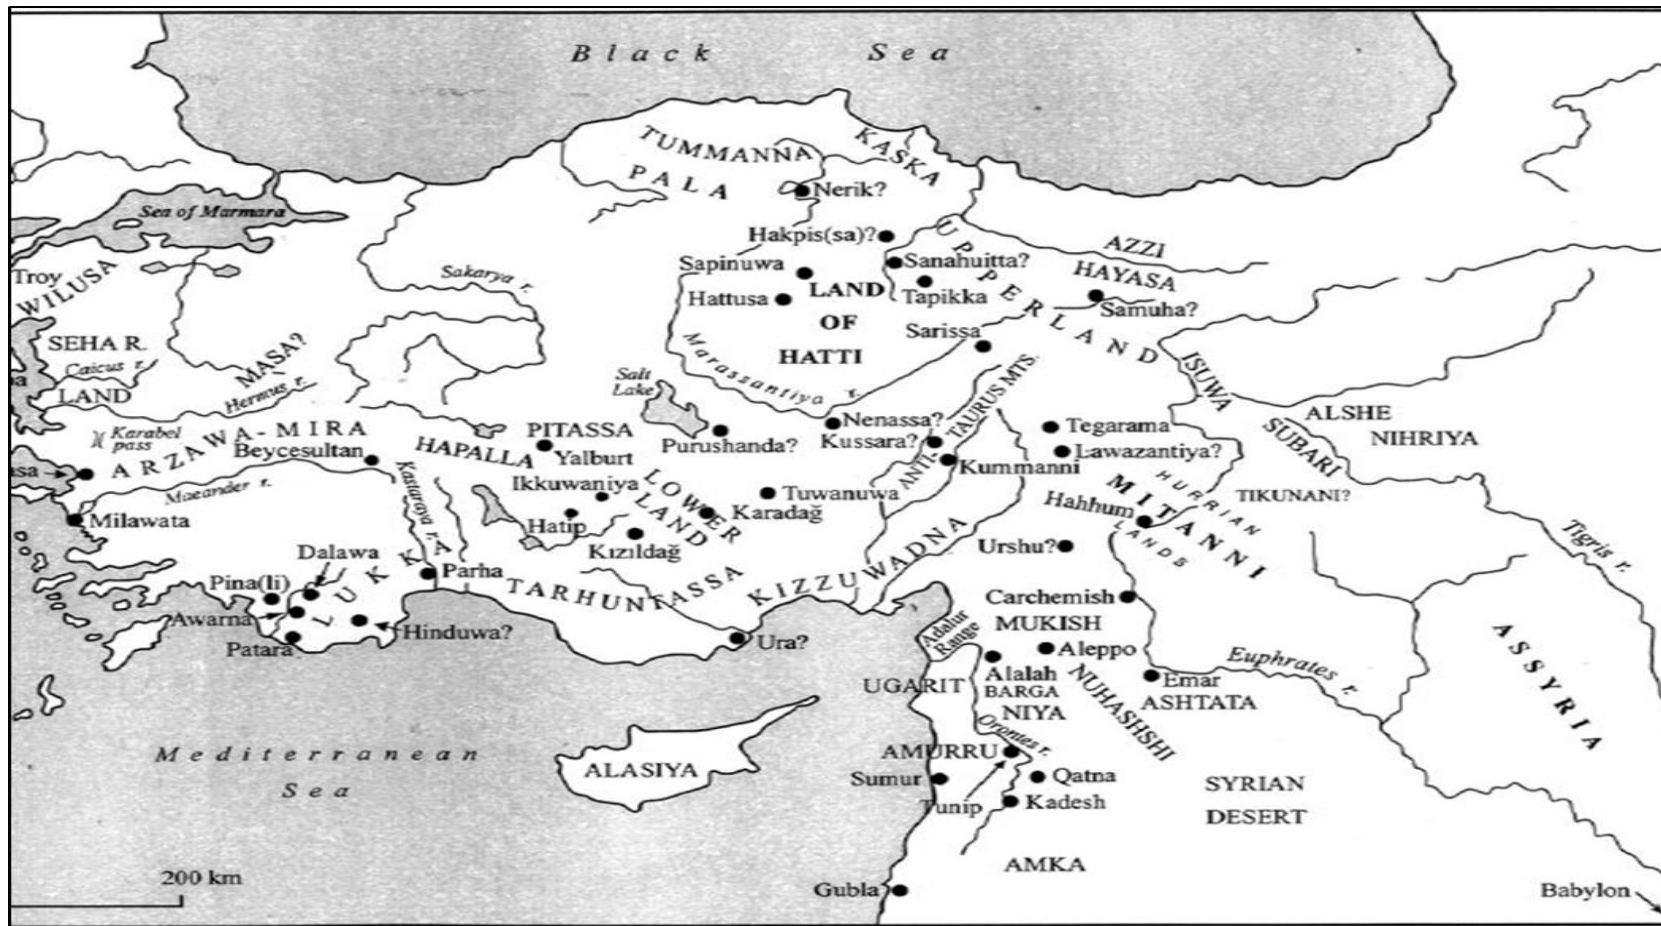 Black Sea
TUMMANNA
KASKA
PALA
Nerik?
Sea of Marmara
Hakpis(sa)?
UPPER LAND
AZZI
HAYASA
Sapinuwa
Sanahuitta?
Troy
WILUSA
Sakarya r.
Hattusa
LAND
OF
HATTI
Tapikka
Samuha?
Sarissa
SEHA R.
LAND
Caicus r.
MASA?
Hermus r.
Marassantiya r.
Salt
Lake
TAURUS MTS.
ANTI-
ISUWA
ALSHE
NIHRIYA
SUBARI
Karabel
pass
ARZAWA-MIRA
Beycesultan
HAPALLA
PITASSA
Yalburt
Purushanda?
Nenassa?
Kussara?
Tegarama
Lawazantiya?
Kummanni
Maeander r.
Kastaraya r.
Ikkuwaniya
LOWER
LAND
Tuwanuwa
Karadağ
Hatip
Kızıldağ
Hahhum
MITANNI
HURRIAN
LANDS
TIKUNANI?
Tigris r.
Milawata
Urshu?
Dalawa
Pina(li)
LUKKA
Parha
TARHUNTASSA
KIZZUWADNA
Awarna
Patara
Hinduwa?
Ura?
Carchemish
MUKISH
Adalur
Range
Aleppo
Alalah
UGARIT
BARGA
NIYA
NUHASHSHI
Emar
ASHTATA
Euphrates r.
ASSYRIA
Orontes r.
Mediterranean
Sea
ALASIYA
AMURRU
Sumur
Tunip
Qatna
Kadesh
SYRIAN
DESERT
AMKA
200 km
Gubla
Babylon